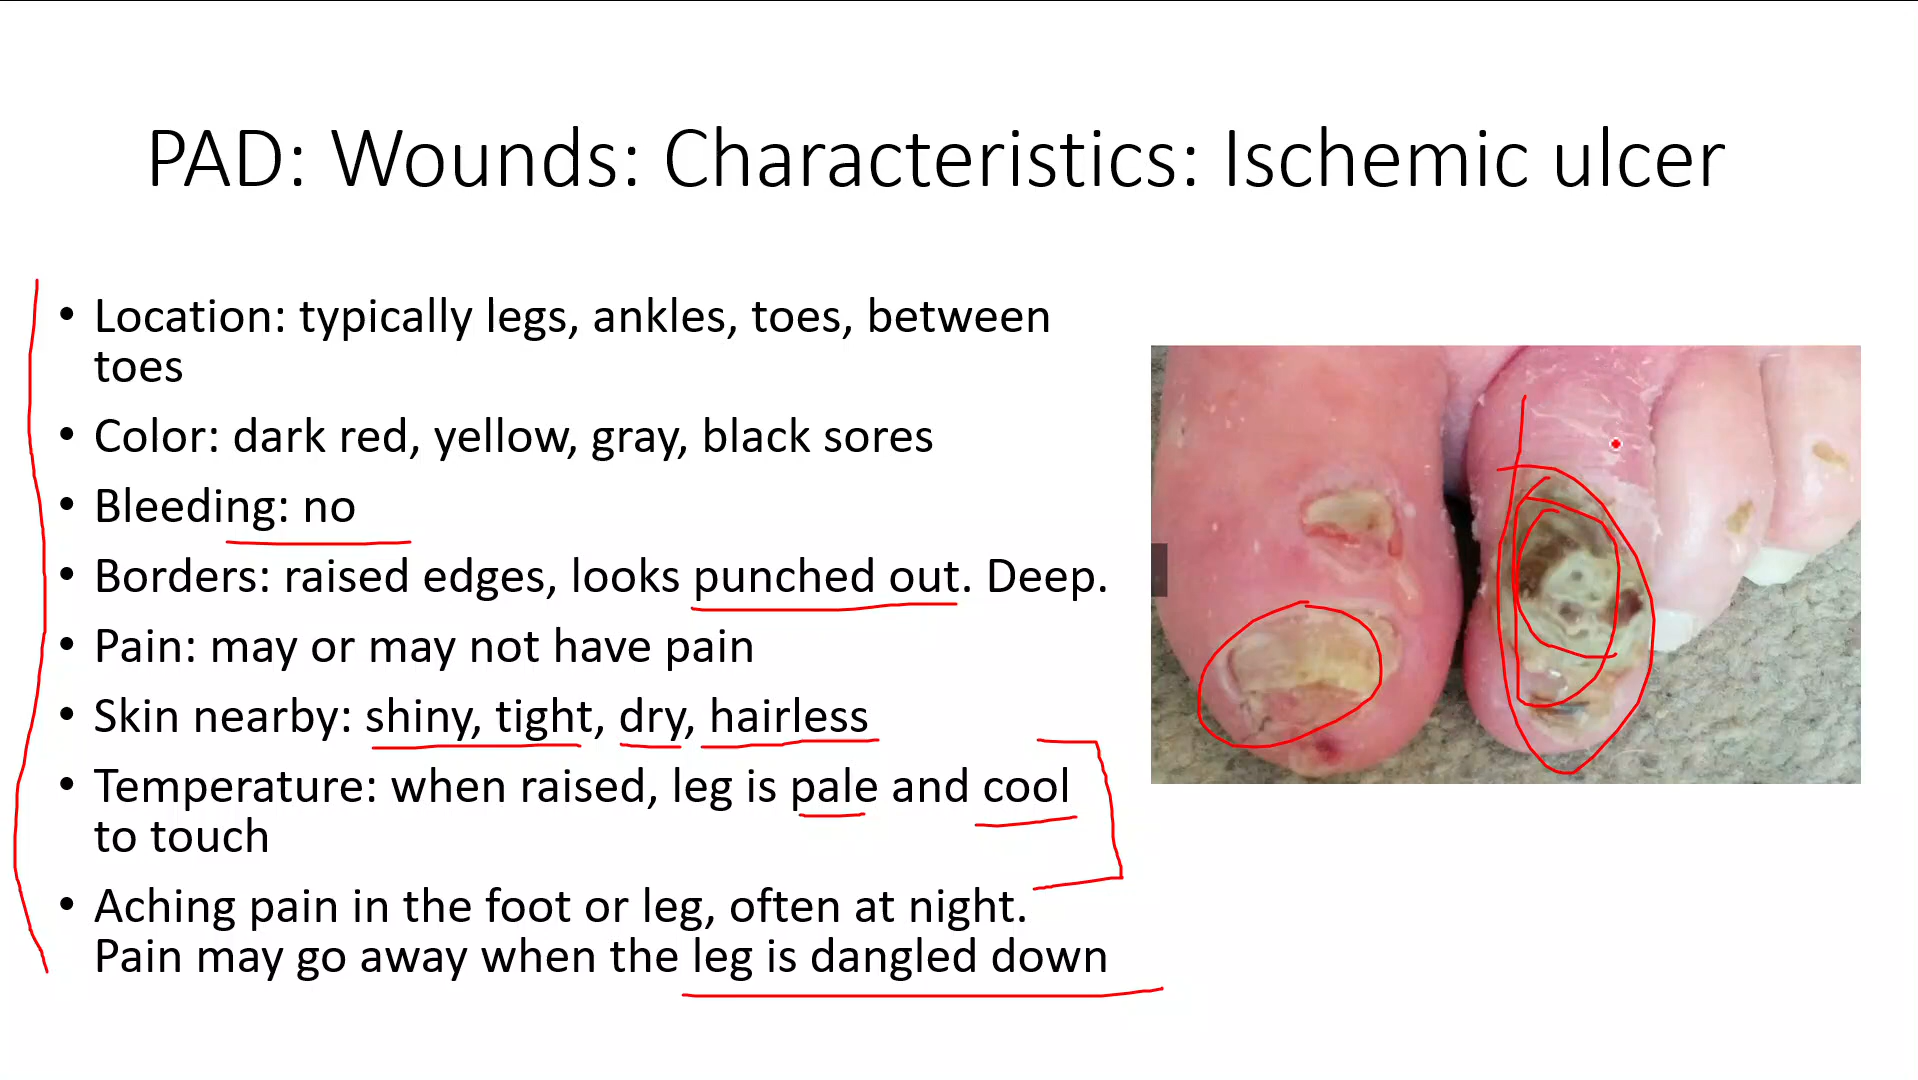 PAD: Wounds: Characteristics: Ischemic ulcer
• Location: typically legs, ankles, toes, between
toes
• Color: dark red, yellow, gray, black sores
• Bleeding: no
• Borders: raised edges, looks punched out. Deep.
• Pain: may or may not have pain
• Skin nearby: shiny, tight, dry, hairless
• Temperature: when raised, leg is pale and cool
to touch
• Aching pain in the foot or leg, often at night.
Pain may go away when the leg is dangled down